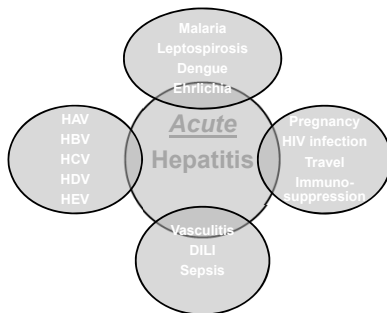 Malaria
Leptospirosis
Dengue
Ehrlichia
Acute
Hepatitis
HAV
HBV
HCV
HDV
HEV
Pregnancy
HIV infection
Travel
Immuno-
suppression
Vasculitis
DILI
Sepsis